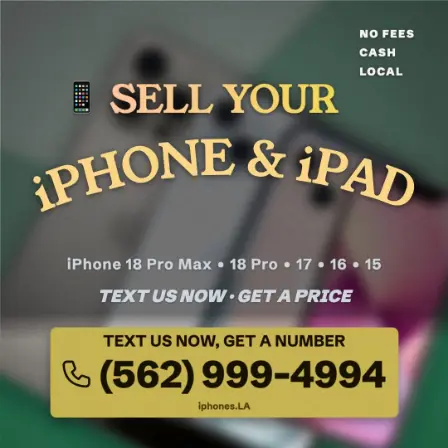 NO FEES
CASH
LOCAL
SELL YOUR
iPHONE & iPAD
iPhone 18 Pro Max • 18 Pro • 17 • 16 • 15
TEXT US NOW · GET A PRICE
TEXT US NOW, GET A NUMBER
(562) 999-4994
iphones.LA